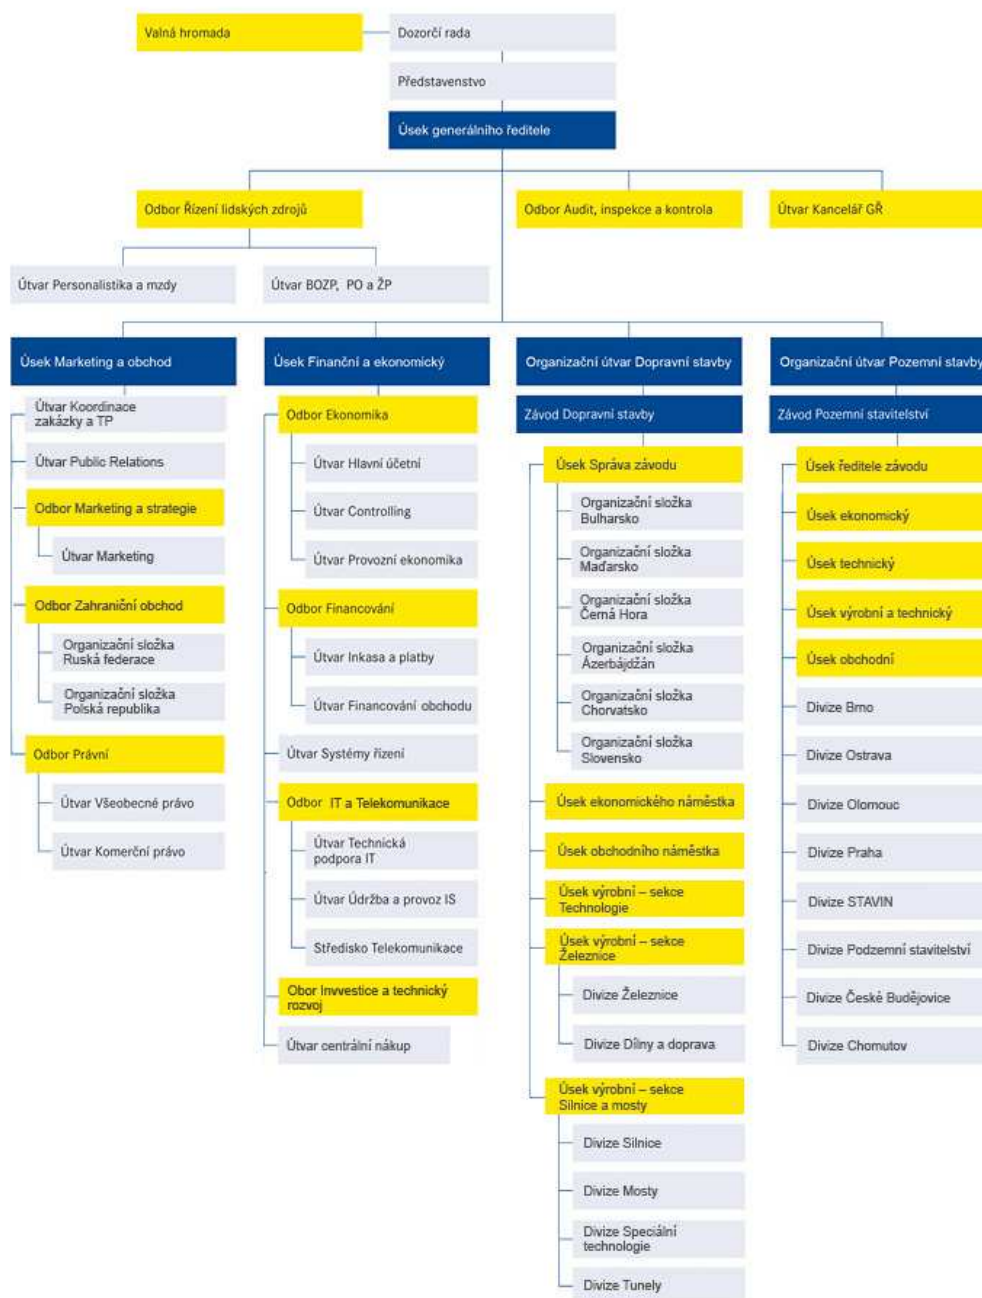 Valná hromada
Dozorčí rada
Představenstvo
Úsek generálního ředitele
Odbor Řízení lidských zdrojů
Odbor Audit, inspekce a kontrola
Útvar Kancelář GŘ
Útvar Personalistika a mzdy
Útvar BOZP, PO a ŽP
Úsek Marketing a obchod
Útvar Koordinace
zakázky a TP
Útvar Public Relations
Odbor Marketing a strategie
Útvar Marketing
Odbor Zahraniční obchod
Organizační složka
Ruská federace
Organizační složka
Polská republika
Odbor Právní
Útvar Všeobecné právo
Útvar Komerční právo
Úsek Finanční a ekonomický
Odbor Ekonomika
Útvar Hlavní účetní
Útvar Controlling
Útvar Provozní ekonomika
Odbor Financování
Útvar Inkasa a platby
Útvar Financování obchodu
Útvar Systémy řízení
Odbor IT a Telekomunikace
Útvar Technická
podpora IT
Útvar Údržba a provoz IS
Středisko Telekomunikace
Obor Invvestice a technický
rozvoj
Útvar centrální nákup
Organizační útvar Dopravní stavby
Závod Dopravní stavby
Úsek Správa závodu
Organizační složka
Bulharsko
Organizační složka
Maďarsko
Organizační složka
Černá Hora
Organizační složka
Ázerbájdžán
Organizační složka
Chorvatsko
Organizační složka
Slovensko
Úsek ekonomického náměstka
Úsek obchodního náměstka
Úsek výrobní – sekce
Technologie
Úsek výrobní – sekce
Železnice
Divize Železnice
Divize Dílny a doprava
Úsek výrobní – sekce
Silnice a mosty
Divize Silnice
Divize Mosty
Divize Speciální
technologie
Divize Tunely
Organizační útvar Pozemní stavby
Závod Pozemní stavitelství
Úsek ředitele závodu
Úsek ekonomický
Úsek technický
Úsek výrobní a technický
Úsek obchodní
Divize Brno
Divize Ostrava
Divize Olomouc
Divize Praha
Divize STAVIN
Divize Podzemní stavitelství
Divize České Budějovice
Divize Chomutov